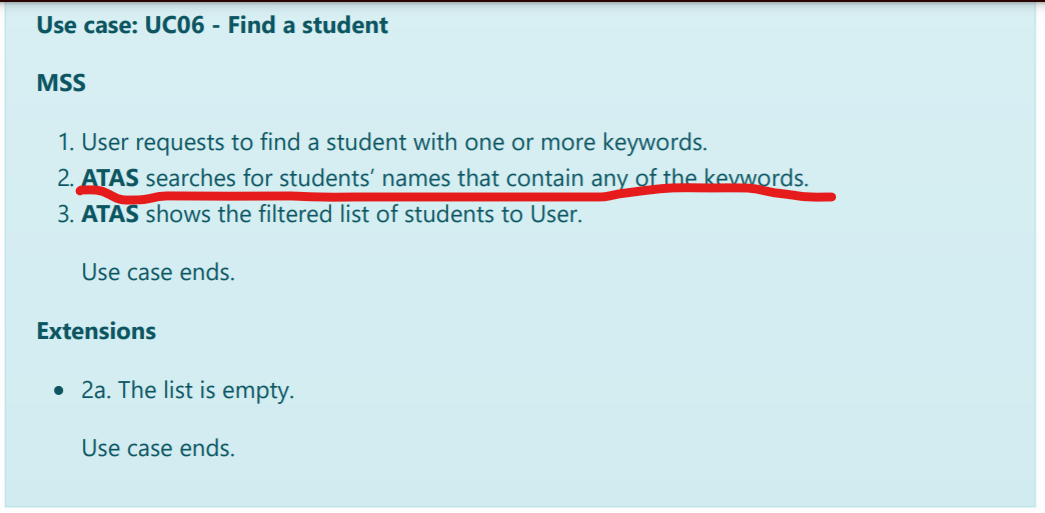 Use case: UC06 - Find a student
MSS
1. User requests to find a student with one or more keywords.
2. ATAS searches for students’ names that contain any of the keywords.
3. ATAS shows the filtered list of students to User.
Use case ends.
Extensions
• 2a. The list is empty.
Use case ends.